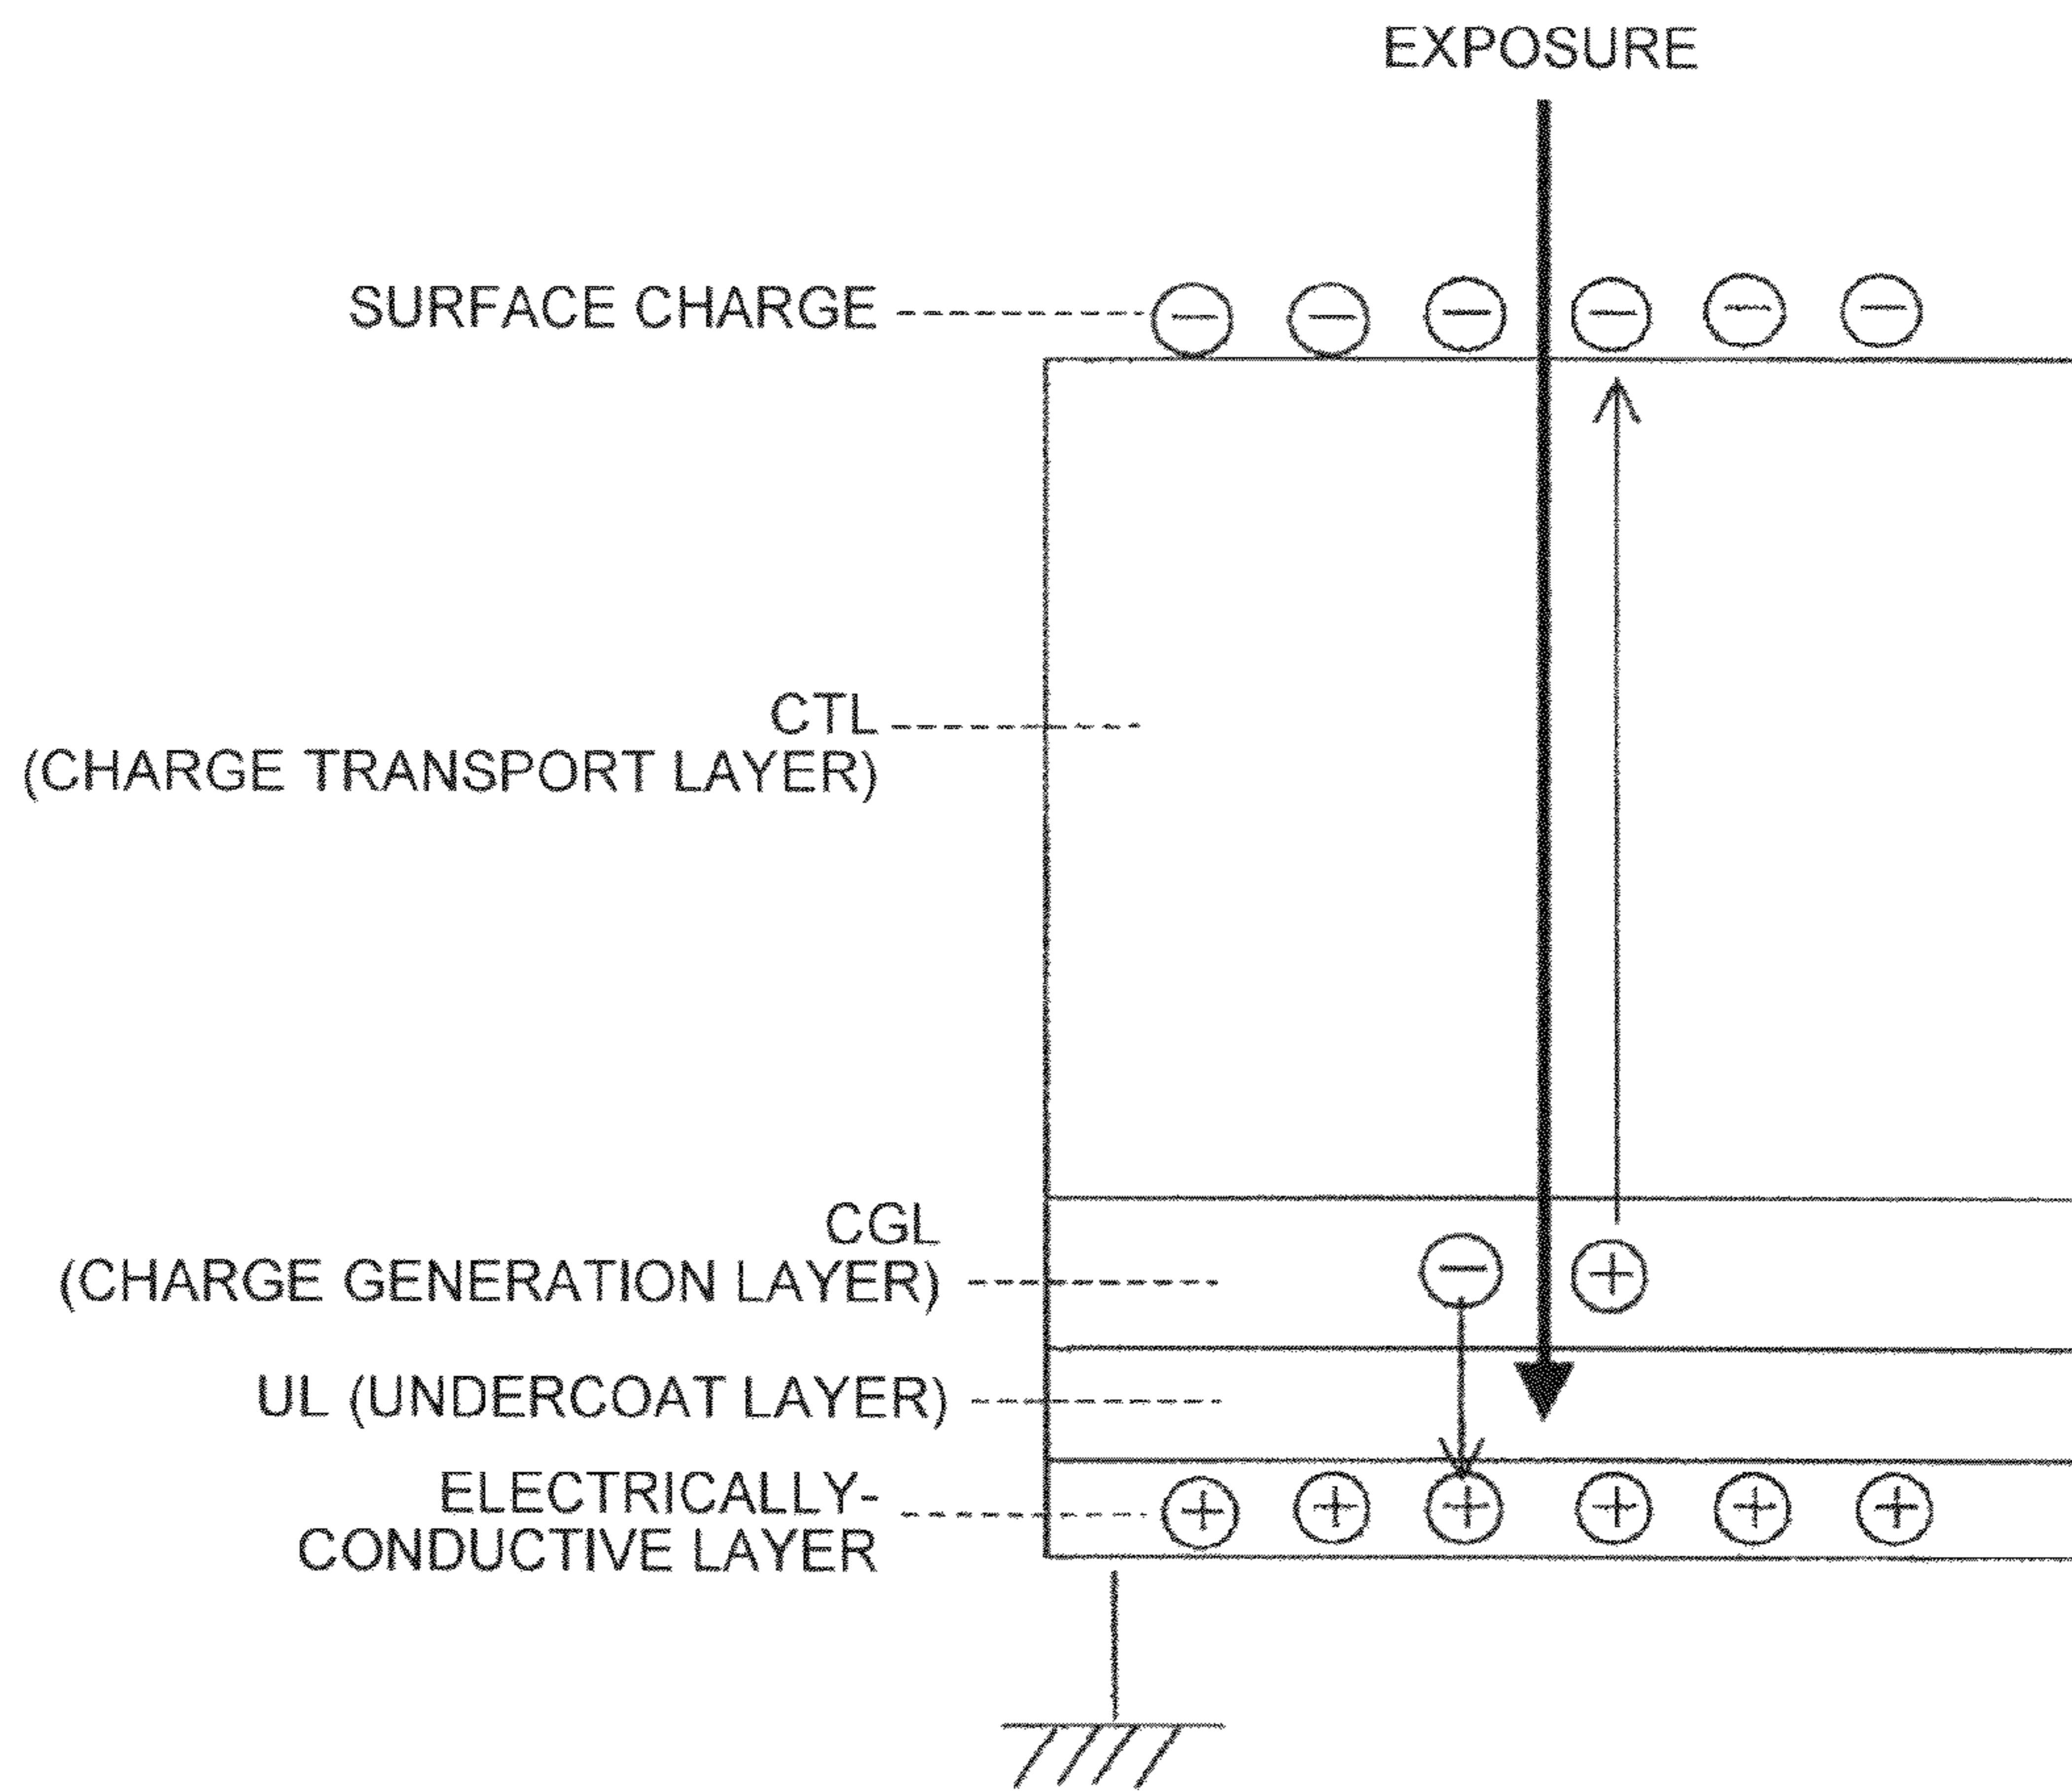 EXPOSURE
SURFACE CHARGE
CTL
(CHARGE TRANSPORT LAYER)
CGL
(CHARGE GENERATION LAYER)
UL (UNDERCOAT LAYER)
ELECTRICALLY-
CONDUCTIVE LAYER